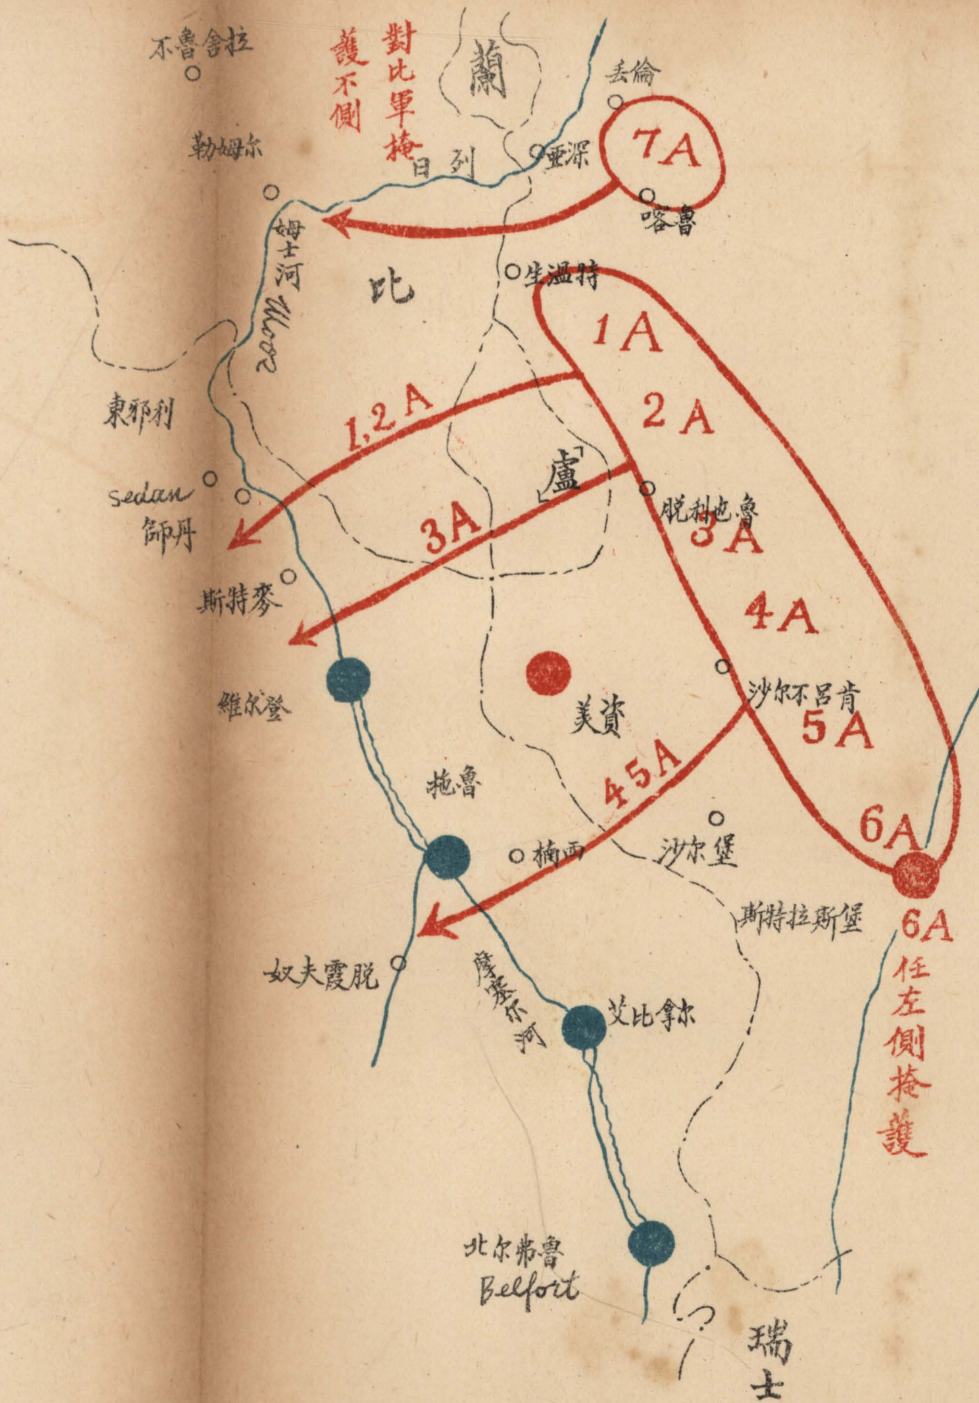 不魯舍拉
對比軍掩
護不側
蘭
丢倫
7A
勒姆尔
日列
亜深
喀魯
姆士河
比
生溫特
1A
東邪利
1,2A
2A
「盧」
sedan
師丹
3A
脱利也魯
3A
斯特麥
4A
維尔登
美資
沙尔不呂肯
5A
拖魯
45A
楠西
沙尔堡
6A
斯特拉斯堡
6A任左側掩護
奴夫霞脱
摩塞尔河
艾比拿尔
北尔弗魯
Belfort
瑞士